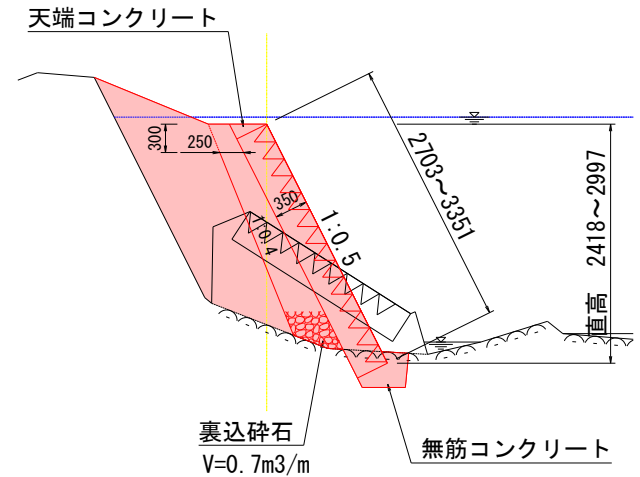 天端コンクリート
300
250
350
1:0.4
1:0.5
2703～3351
直高 2418～2997
裏込砕石
V=0.7m3/m
無筋コンクリート